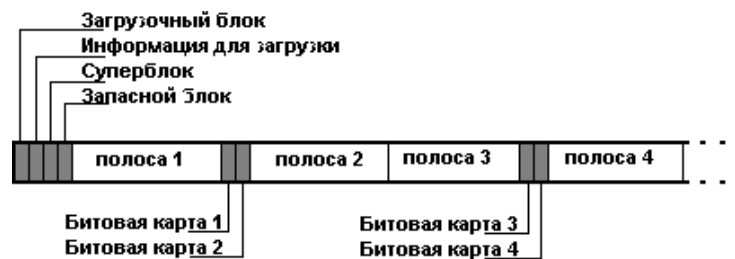 Загрузочный блок
Информация для загрузки
Суперблок
Запасной блок
полоса 1 полоса 2 полоса 3 полоса 4
Битовая карта 1 Битовая карта 3
Битовая карта 2 Битовая карта 4